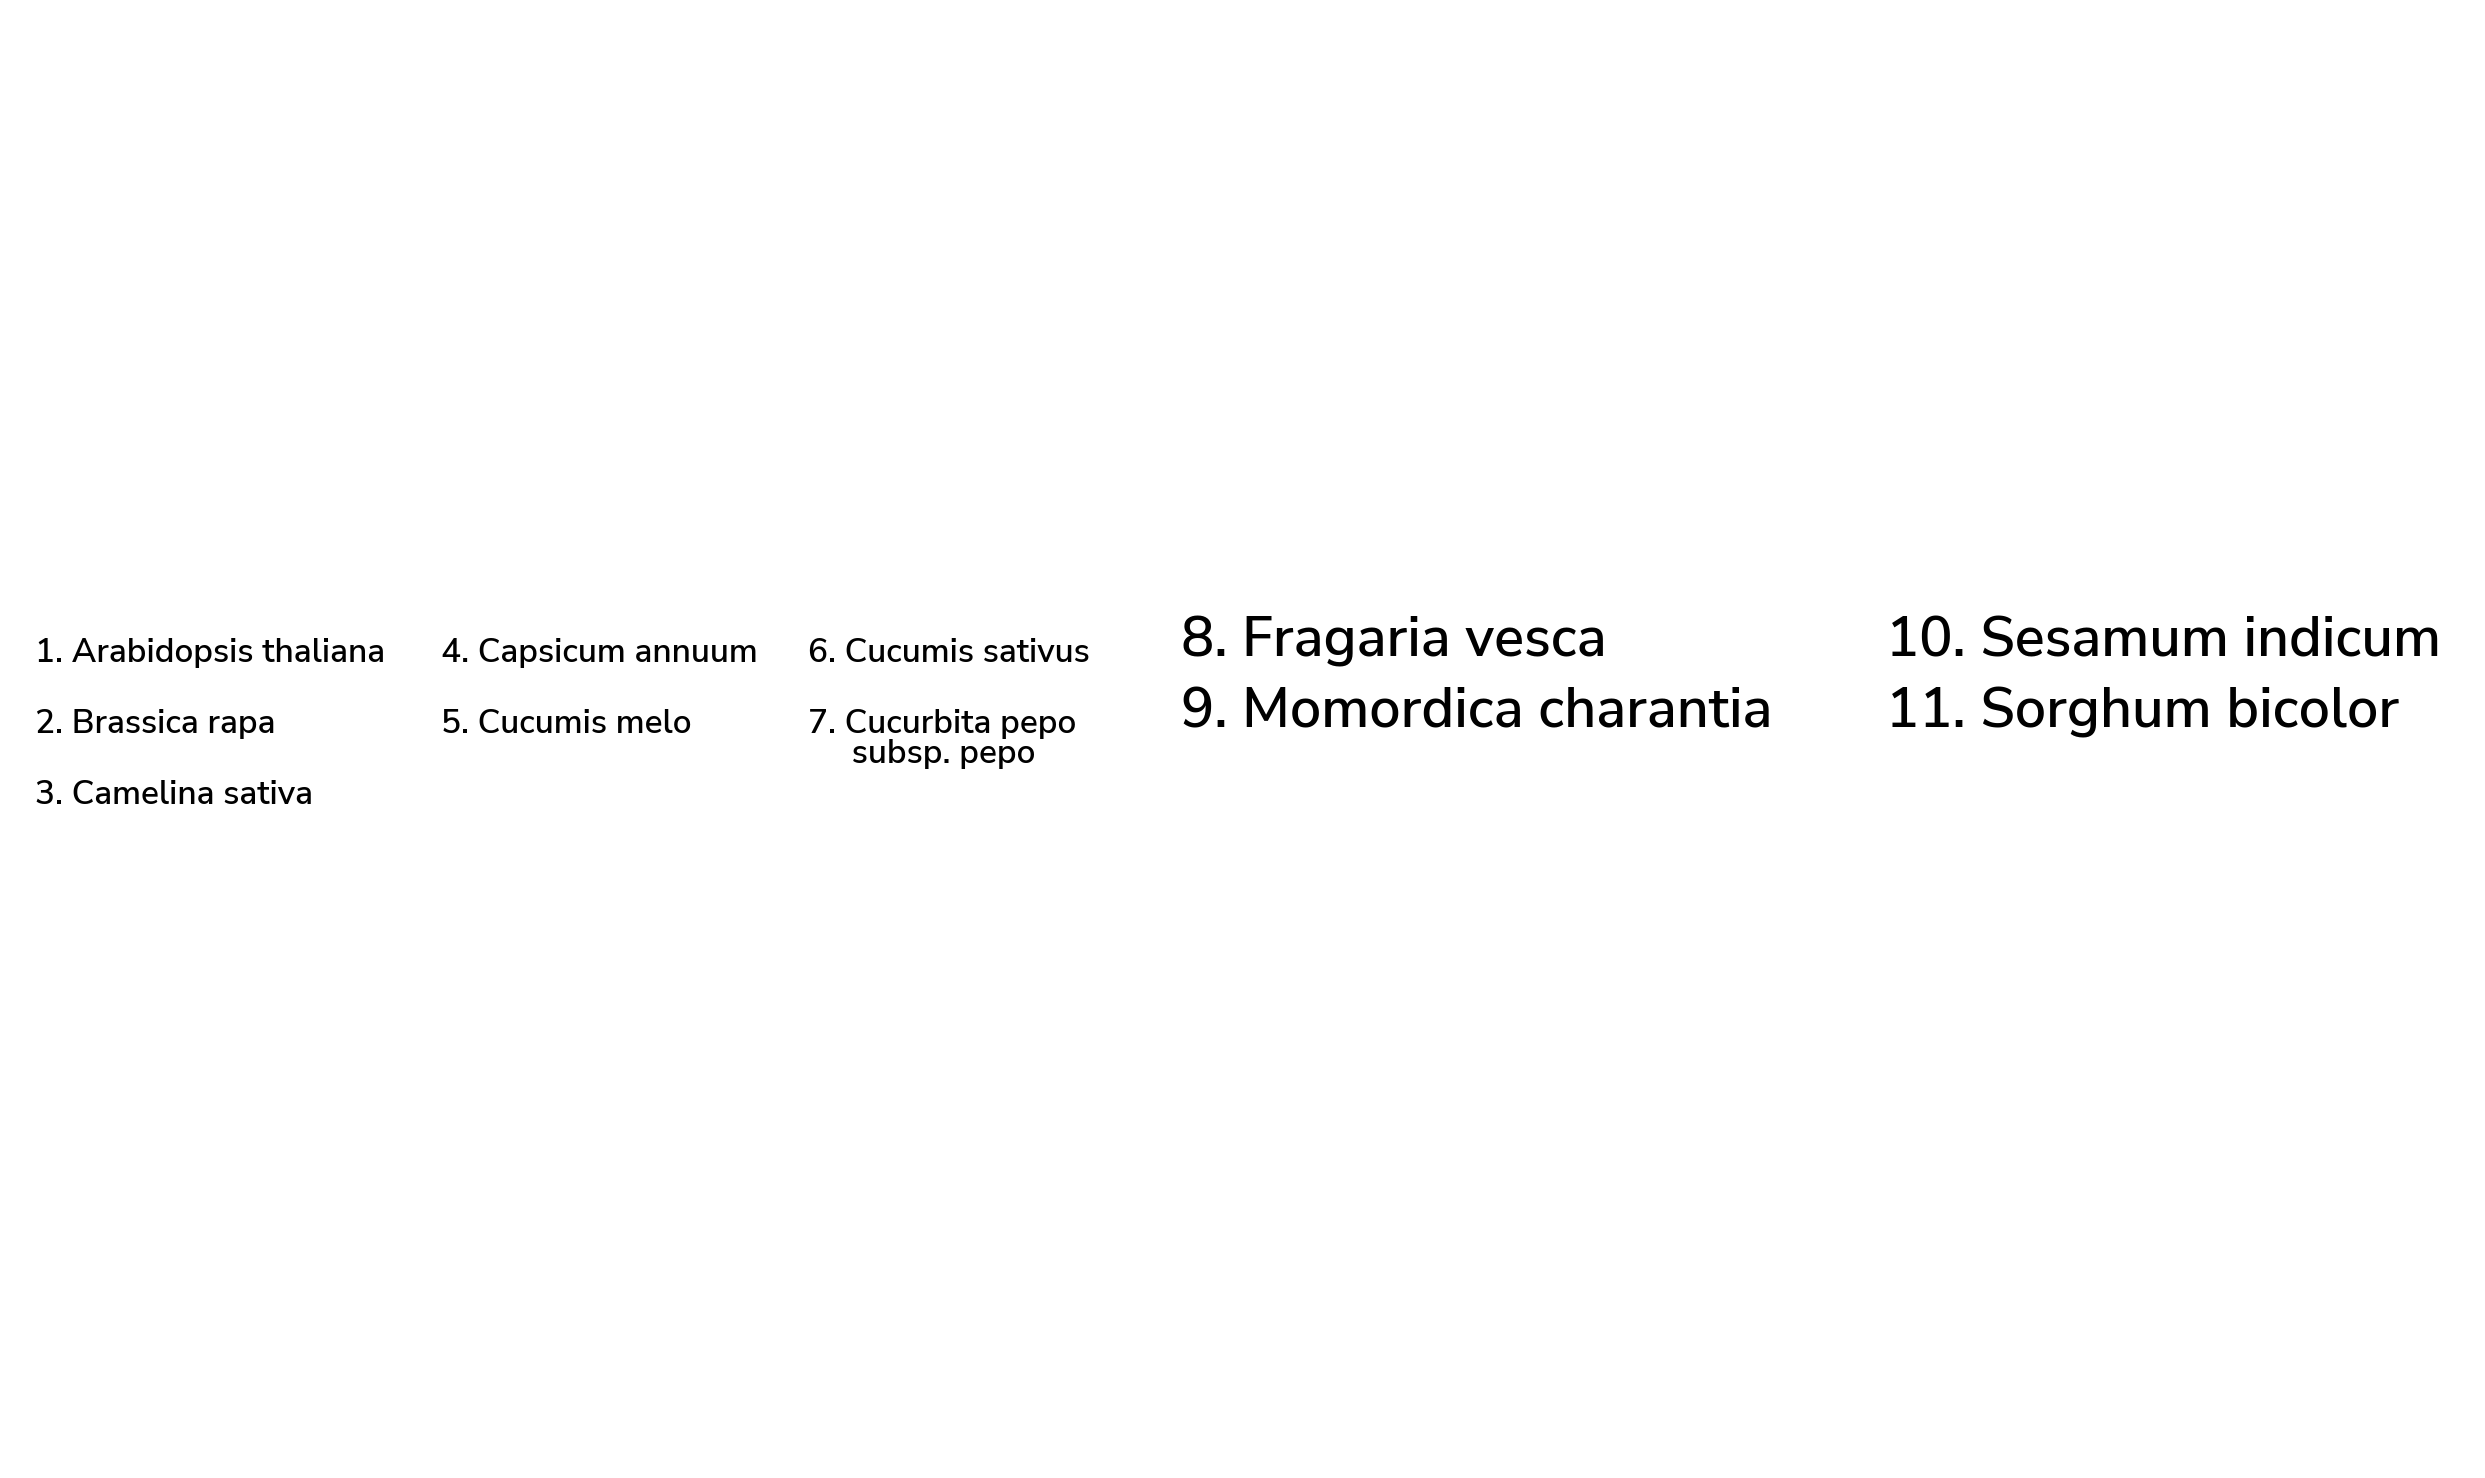 1. Arabidopsis thaliana
2. Brassica rapa
3. Camelina sativa
4. Capsicum annuum
5. Cucumis melo
6. Cucumis sativus
7. Cucurbita pepo
subsp. pepo
8. Fragaria vesca
9. Momordica charantia
10. Sesamum indicum
11. Sorghum bicolor